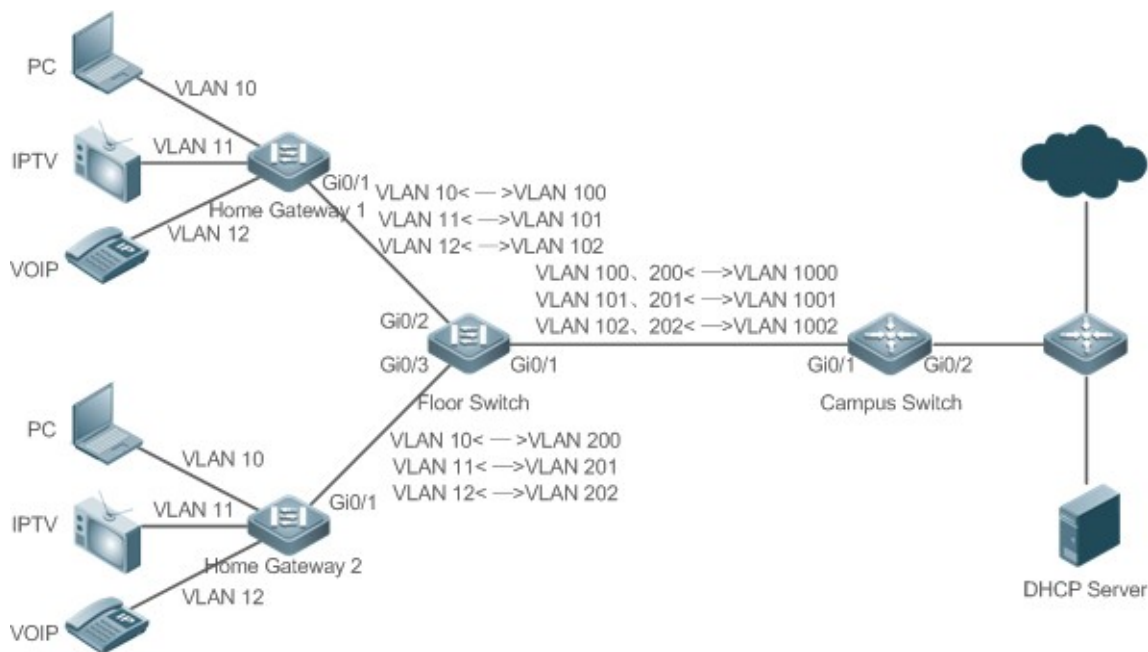 PC
VLAN 10
IPTV
VLAN 11
Gi0/1
Home Gateway 1
VLAN 12
VOIP
VLAN 10< — >VLAN 100
VLAN 11< —>VLAN 101
VLAN 12< —>VLAN 102
VLAN 100、200< —>VLAN 1000
VLAN 101、201< —>VLAN 1001
VLAN 102、202< —>VLAN 1002
Gi0/2
Gi0/3
Gi0/1
Floor Switch
Gi0/1
Gi0/2
Campus Switch
PC
VLAN 10
IPTV
VLAN 11
Gi0/1
Home Gateway 2
VLAN 12
VOIP
IP
IP
VLAN 10< — >VLAN 200
VLAN 11< —>VLAN 201
VLAN 12< —>VLAN 202
DHCP Server